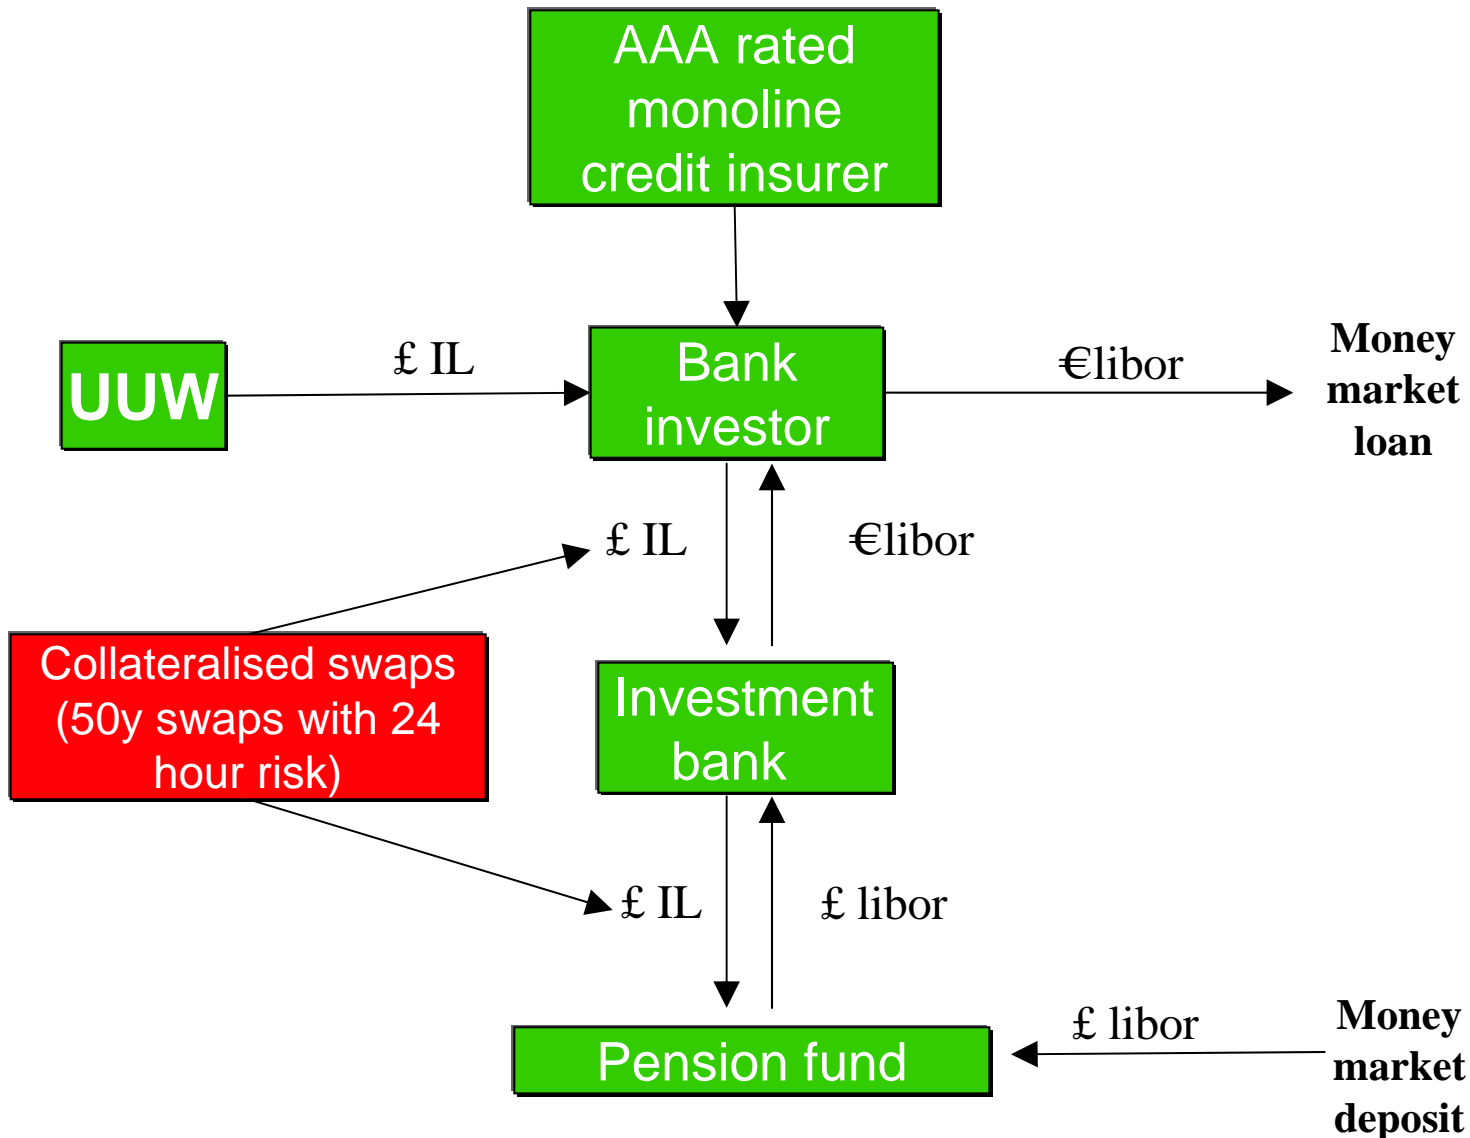 AAA rated
monoline
credit insurer
UUW
£ IL
Bank
investor
€libor
Money
market
loan
£ IL
€libor
Collateralised swaps
(50y swaps with 24
hour risk)
Investment
bank
£ IL
£ libor
Pension fund
£ libor
Money
market
deposit